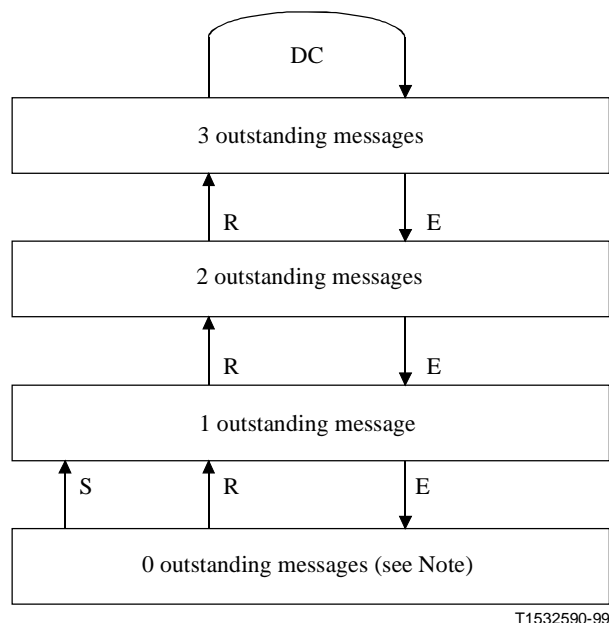 DC
3 outstanding messages
R E
2 outstanding messages
R E
1 outstanding message
S R E
0 outstanding messages (see Note)
T1532590-99